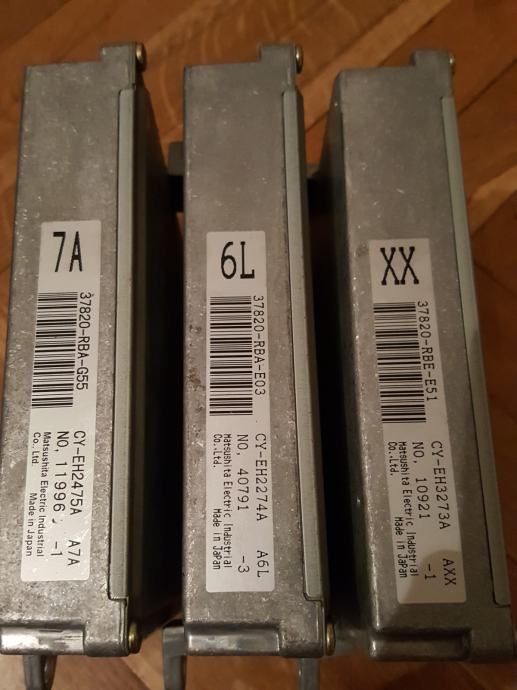 7A
37820-RBA-G55
CY-EH2475A A7A
NO. 11996 -1
Matsushita Electric Industrial
Co., Ltd. Made in Japan
6L
37820-RBA-E03
CY-EH2274A A6L
NO. 40791 -3
Matsushita Electric Industrial
Co.,Ltd. Made in Japan
XX
37820-RBE-E51
CY-EH3273A AXX
NO. 10921 -1
Matsushita Electric Industrial
Co.,Ltd. Made in Japan